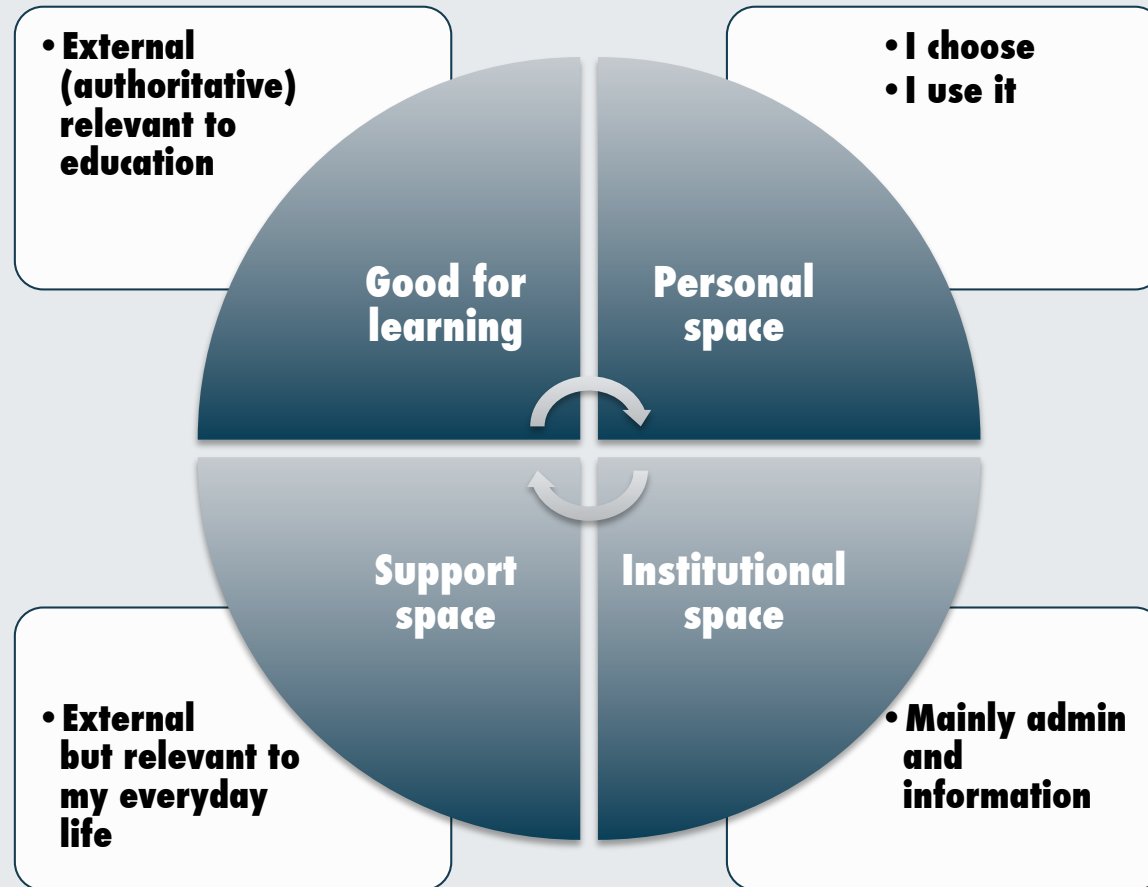 • External
(authoritative)
relevant to
education
• I choose
• I use it
Good for
learning
Personal
space
Support
space
Institutional
space
• External
but relevant to
my everyday
life
• Mainly admin
and
information